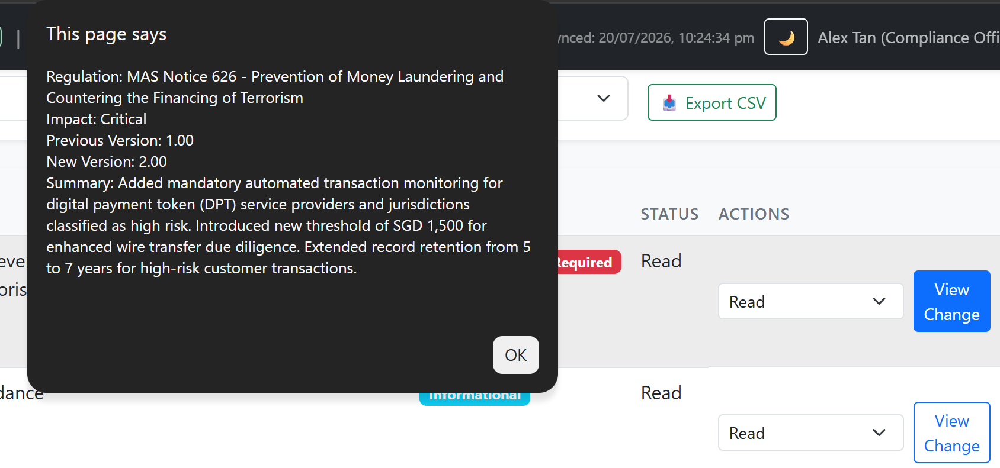 This page says
Regulation: MAS Notice 626 - Prevention of Money Laundering and
Countering the Financing of Terrorism
Impact: Critical
Previous Version: 1.00
New Version: 2.00
Summary: Added mandatory automated transaction monitoring for
digital payment token (DPT) service providers and jurisdictions
classified as high risk. Introduced new threshold of SGD 1,500 for
enhanced wire transfer due diligence. Extended record retention from 5
to 7 years for high-risk customer transactions.
OK
|
ynced: 20/07/2026, 10:24:34 pm
Alex Tan (Compliance Offi
Export CSV
STATUS ACTIONS
ever
oris
Required
Read
Read
View
Change
dance
Informational
Read
Read
View
Change